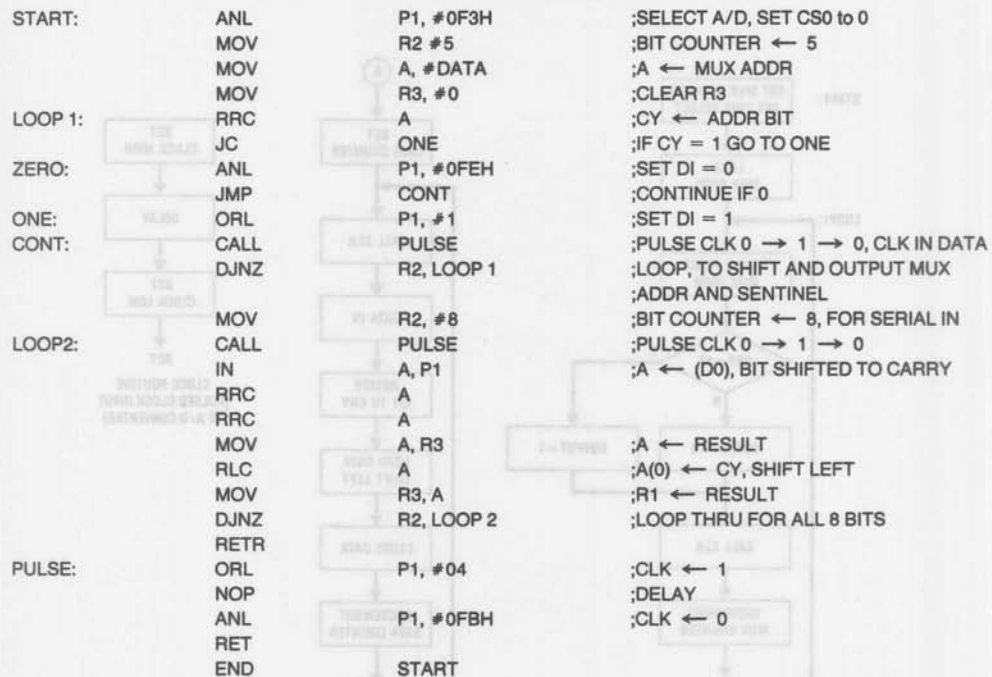 START: ANL P1, #0F3H ;SELECT A/D, SET CS0 to 0
MOV R2 #5 ;BIT COUNTER ← 5
MOV A, #DATA ;A ← MUX ADDR
MOV R3, #0 ;CLEAR R3
LOOP 1: RRC A ;CY ← ADDR BIT
JC ONE ;IF CY = 1 GO TO ONE
ZERO: ANL P1, #0FEH ;SET DI = 0
JMP CONT ;CONTINUE IF 0
ONE: ORL P1, #1 ;SET DI = 1
CONT: CALL PULSE ;PULSE CLK 0 → 1 → 0, CLK IN DATA
DJNZ R2, LOOP 1 ;LOOP, TO SHIFT AND OUTPUT MUX
;ADDR AND SENTINEL
MOV R2, #8 ;BIT COUNTER ← 8, FOR SERIAL IN
LOOP2: CALL PULSE ;PULSE CLK 0 → 1 → 0
IN A, P1 ;A ← (D0), BIT SHIFTED TO CARRY
RRC A
RRC A
MOV A, R3 ;A ← RESULT
RLC A ;A(0) ← CY, SHIFT LEFT
MOV R3, A ;R1 ← RESULT
DJNZ R2, LOOP 2 ;LOOP THRU FOR ALL 8 BITS
RETR
PULSE: ORL P1, #04 ;CLK ← 1
NOP ;DELAY
ANL P1, #0FBH ;CLK ← 0
RET
END START